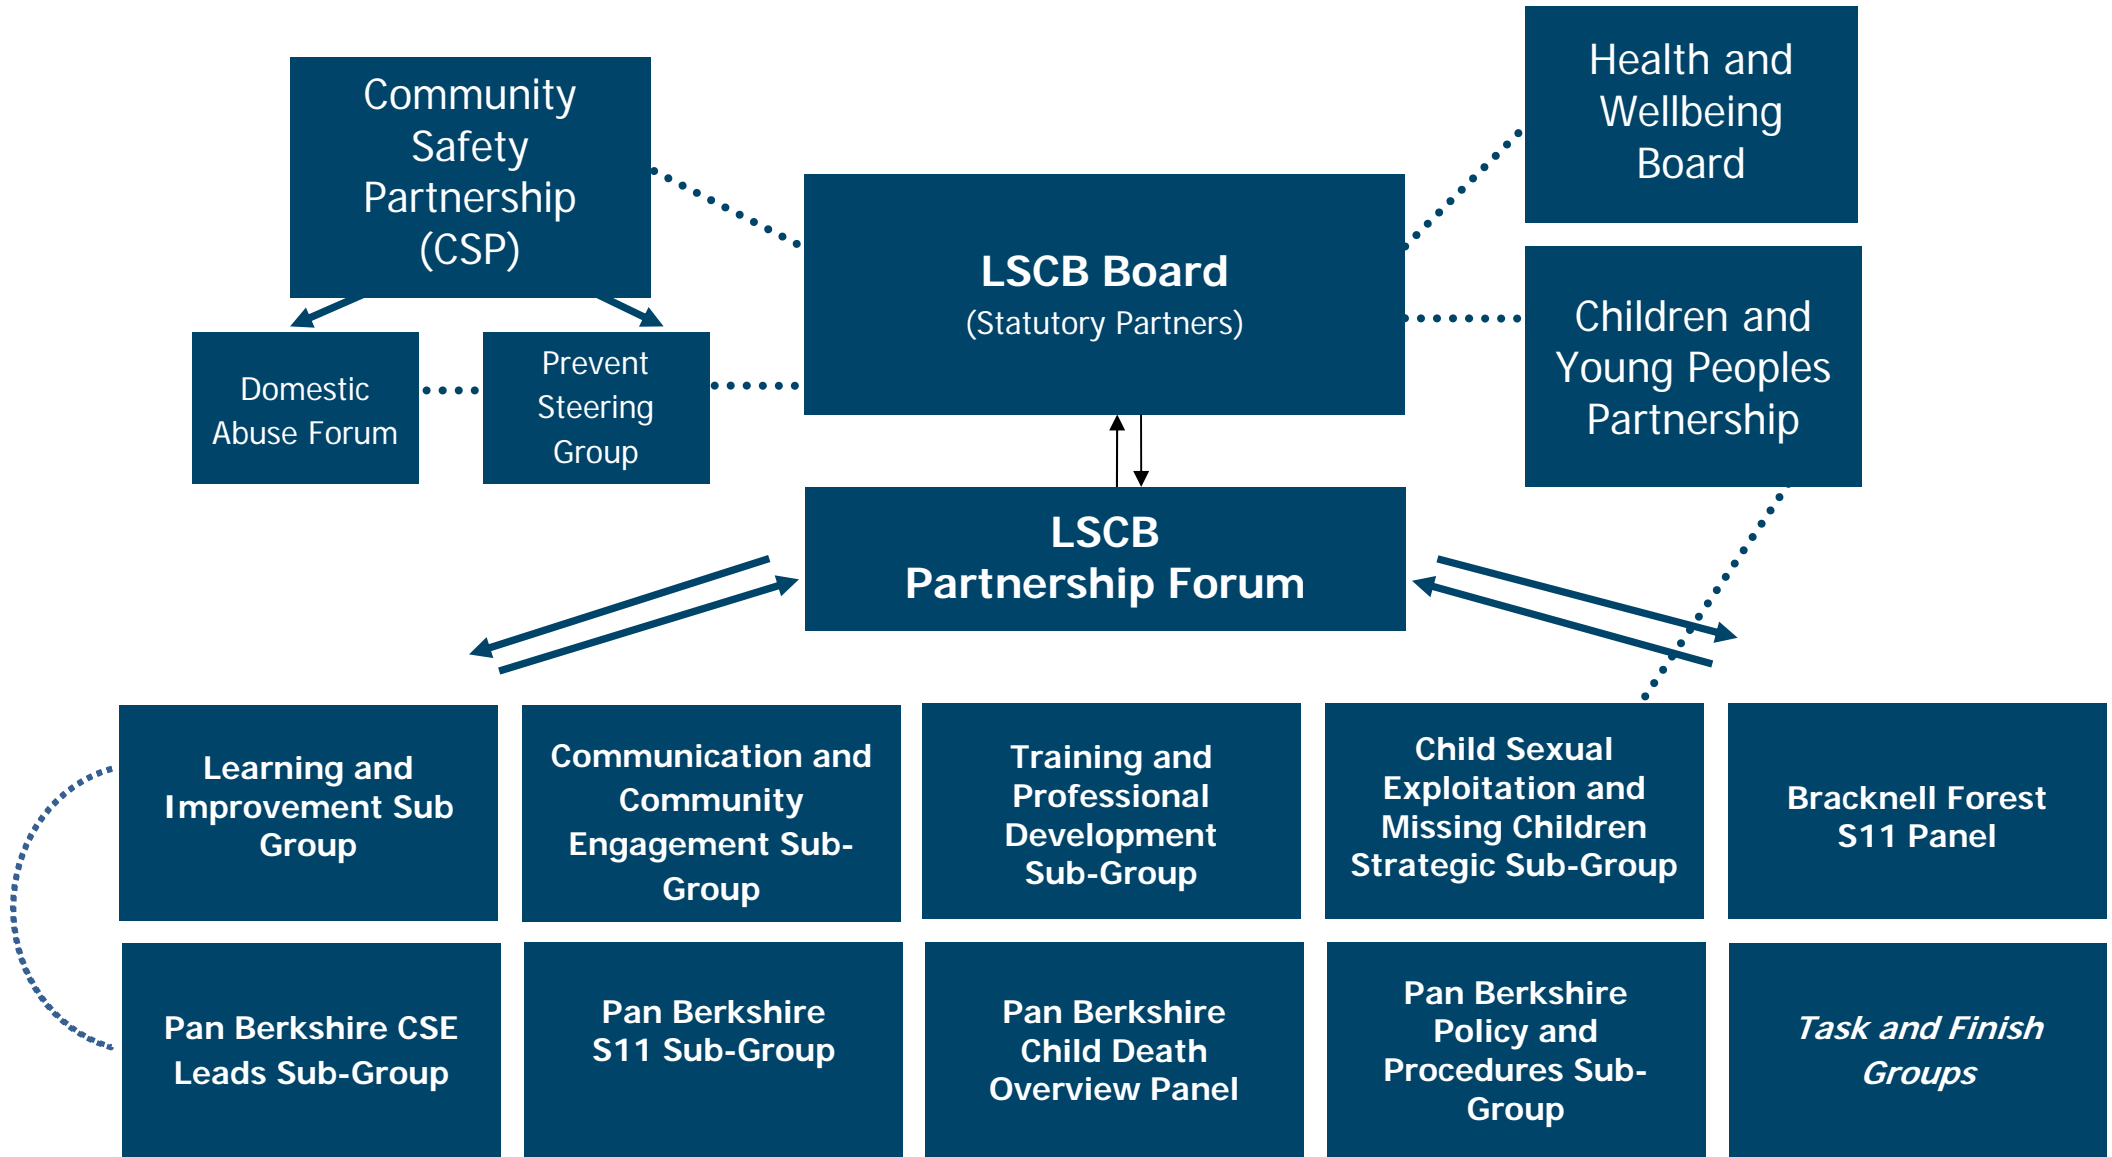 Community
Safety
Partnership
(CSP)
Health and
Wellbeing
Board
LSCB Board
(Statutory Partners)
Children and
Young Peoples
Partnership
Domestic
Abuse Forum
Prevent
Steering
Group
LSCB
Partnership Forum
Learning and
Improvement Sub
Group
Communication and
Community
Engagement Sub-
Group
Training and
Professional
Development
Sub-Group
Child Sexual
Exploitation and
Missing Children
Strategic Sub-Group
Bracknell Forest
S11 Panel
Pan Berkshire CSE
Leads Sub-Group
Pan Berkshire
S11 Sub-Group
Pan Berkshire
Child Death
Overview Panel
Pan Berkshire
Policy and
Procedures Sub-
Group
Task and Finish
Groups